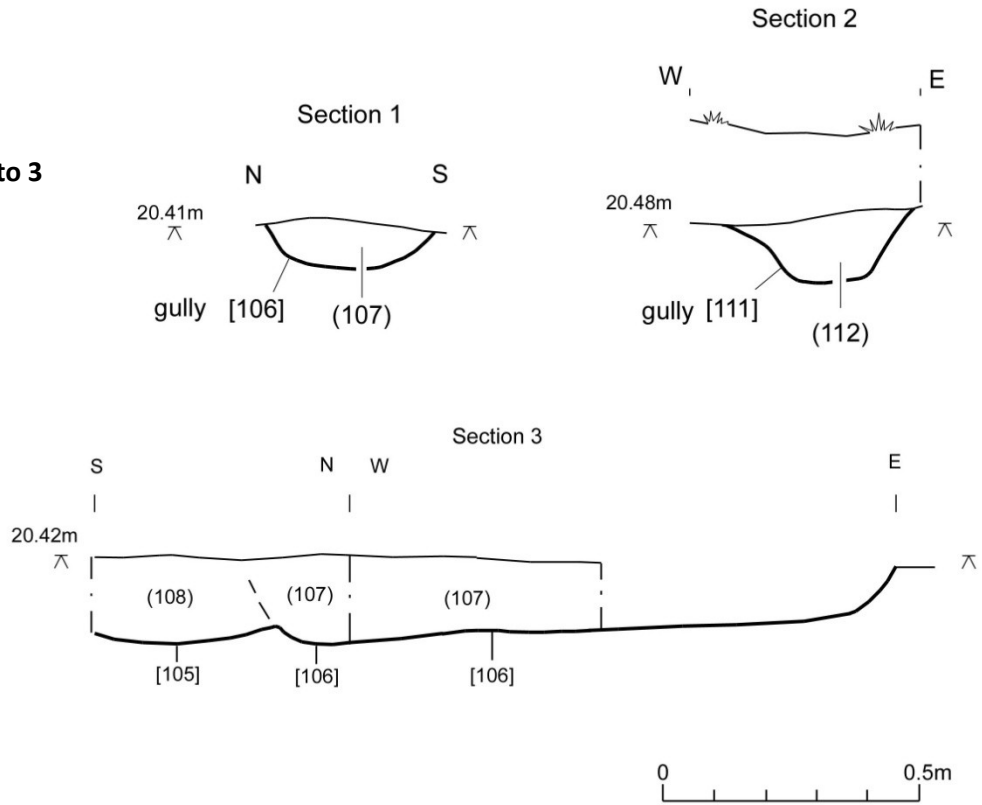 to 3
Section 1
N S
20.41m
gully [106] (107)
Section 2
W E
20.48m
gully [111]
(112)
Section 3
S N W E
20.42m
(108) (107) (107)
[105] [106] [106]
0 0.5m